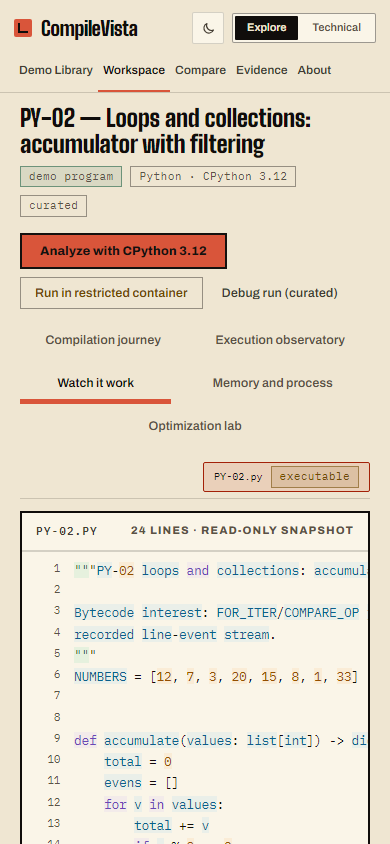 CompileVista
Explore
Technical
Demo Library Workspace Compare Evidence About
PY-02 — Loops and collections:
accumulator with filtering
demo program
Python · CPython 3.12
curated
Analyze with CPython 3.12
Run in restricted container
Debug run (curated)
Compilation journey
Execution observatory
Watch it work
Memory and process
Optimization lab
PY-02.py executable
PY-02.PY
24 LINES · READ-ONLY SNAPSHOT
1 """PY-02 loops and collections: accumul
2
3 Bytecode interest: FOR_ITER/COMPARE_OP
4 recorded line-event stream.
5 """
6 NUMBERS = [12, 7, 3, 20, 15, 8, 1, 33]
7
8
9 def accumulate(values: list[int]) -> di
10 total = 0
11 evens = []
12 for v in values:
13 total += v